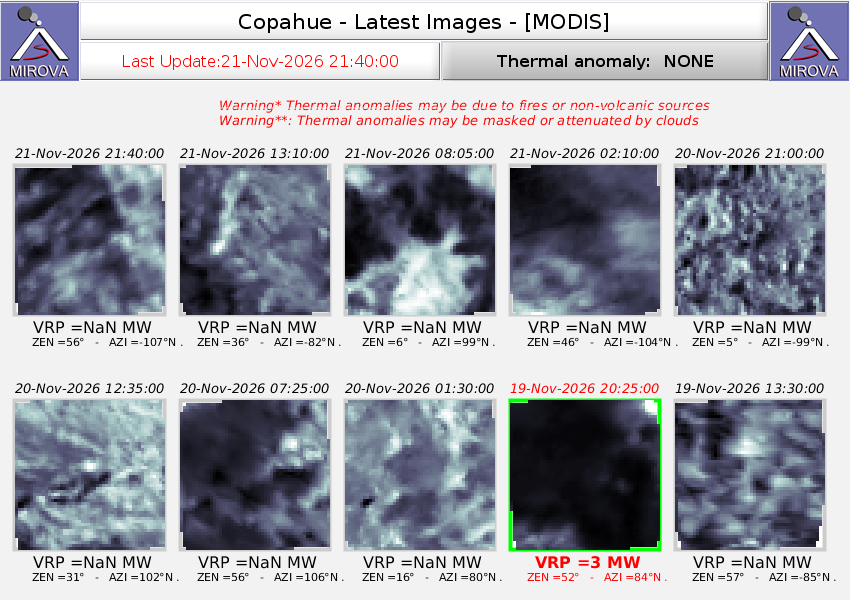 MIROVA
Copahue - Latest Images - [MODIS]
MIROVA
Last Update:21-Nov-2026 21:40:00
Thermal anomaly: NONE
Warning* Thermal anomalies may be due to fires or non-volcanic sources
Warning**: Thermal anomalies may be masked or attenuated by clouds
21-Nov-2026 21:40:00 21-Nov-2026 13:10:00 21-Nov-2026 08:05:00 21-Nov-2026 02:10:00 20-Nov-2026 21:00:00
VRP =NaN MW VRP =NaN MW VRP =NaN MW VRP =NaN MW VRP =NaN MW
ZEN =56° - AZI =-107°N . ZEN =36° - AZI =-82°N . ZEN =6° - AZI =99°N . ZEN =46° - AZI =-104°N . ZEN =5° - AZI =-99°N .
20-Nov-2026 12:35:00 20-Nov-2026 07:25:00 20-Nov-2026 01:30:00 19-Nov-2026 20:25:00 19-Nov-2026 13:30:00
VRP =NaN MW VRP =NaN MW VRP =NaN MW VRP =3 MW VRP =NaN MW
ZEN =31° - AZI =102°N . ZEN =56° - AZI =106°N . ZEN =16° - AZI =80°N . ZEN =52° - AZI =84°N . ZEN =57° - AZI =-85°N .